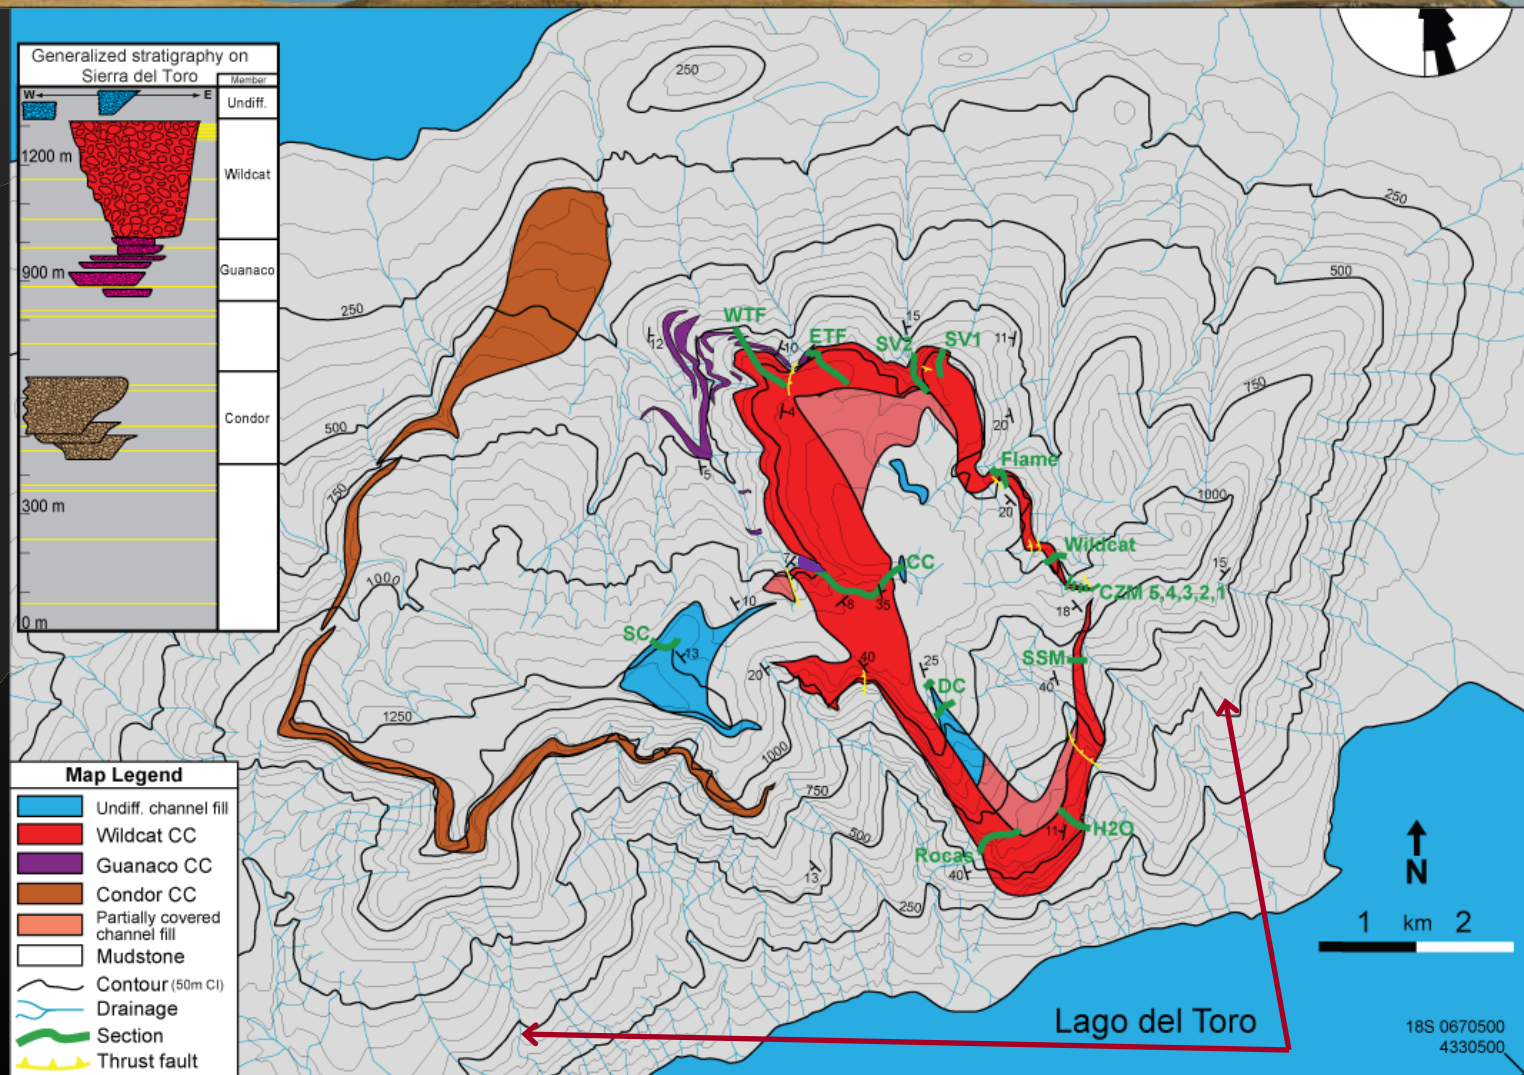 Generalized stratigraphy on
Sierra del Toro
Member
W
E
Undiff.
1200 m
Wildcat
900 m
Guanaco
Condor
300 m
0 m
250
250
500
250
500
750
750
1000
1000
1250
1000
750
500
250
WTF
ETF
SV2
SV1
15
11
12
10
4
5
20
Flame
20
Wildcat
CZM 5,4,3,2,1
15
18
7
CC
8
35
10
SC
13
20
40
25
DC
SSM
40
H2O
11
Rocas
40
13
Map Legend
Undiff. channel fill
Wildcat CC
Guanaco CC
Condor CC
Partially covered
channel fill
Mudstone
Contour (50m CI)
Drainage
Section
Thrust fault
N
1 km 2
Lago del Toro
18S 0670500
4330500